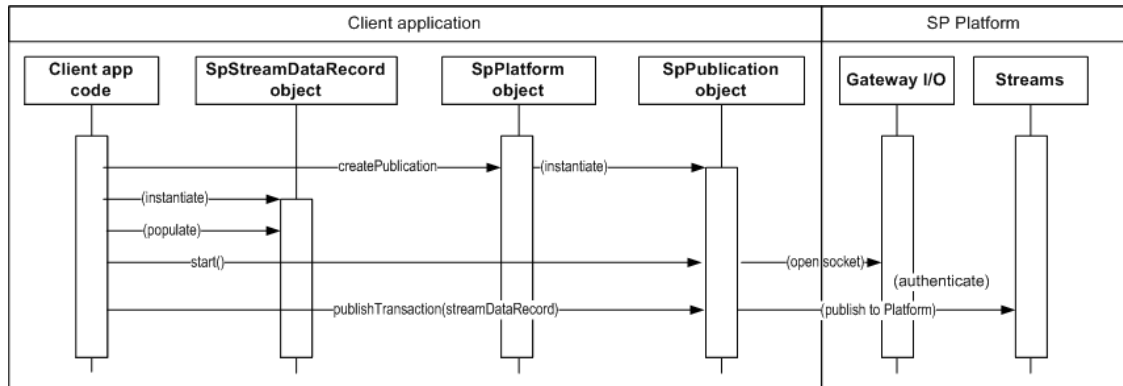 Client application
SP Platform
Client app
code
SpStreamDataRecord
object
SpPlatform
object
SpPublication
object
Gateway I/O
Streams
createPublication
(instantiate)
(instantiate)
(populate)
start()
(open socket)
(authenticate)
publishTransaction(streamDataRecord)
(publish to Platform)